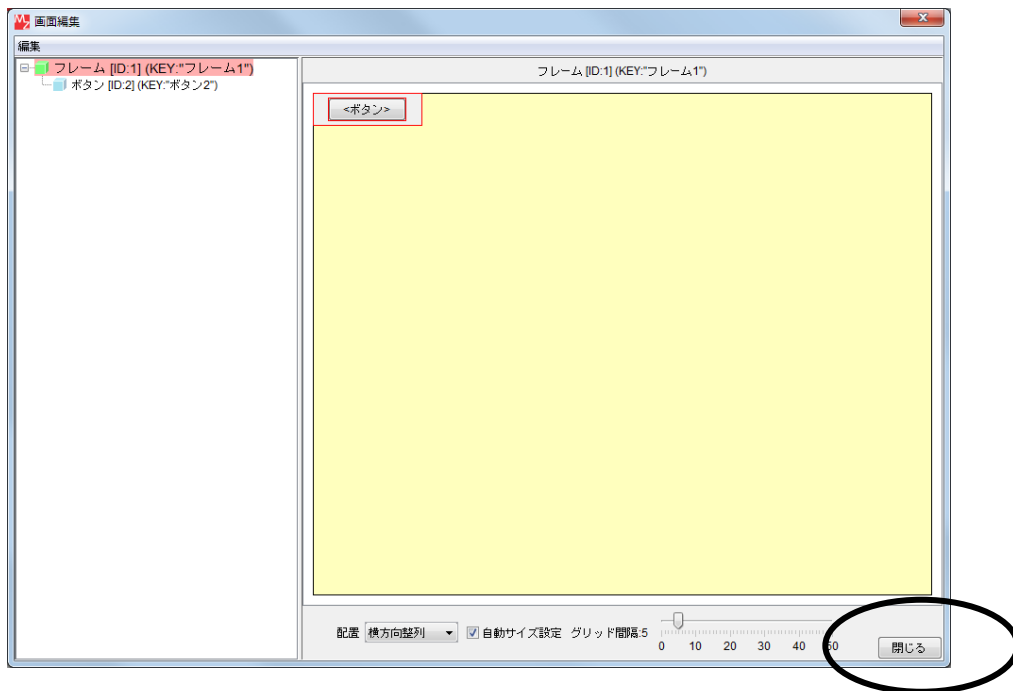 画面編集
編集
フレーム [ID:1] (KEY:"フレーム1")
ボタン [ID:2] (KEY:"ボタン2")
フレーム [ID:1] (KEY:"フレーム1")
<ボタン>
配置 横方向整列 自動サイズ設定 グリッド間隔:5
0 10 20 30 40 50
閉じる